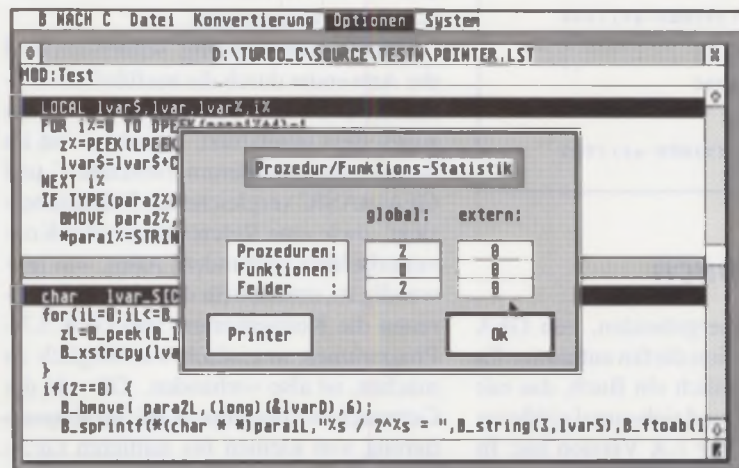 B NACH C Datei Konvertierung Optionen System
D:\TURBO_C\SOURCE\TESTM\POINTER.LST
MOD:Test
LOCAL lvar$,lvar,lvar%,i%
FOR i%=0 TO DPEEK(para1%+4)-1
z%=PEEK(LPEEK
lvar$=lvar$+C
NEXT i%
IF TYPE(para2%)
BMOVE para2%,
*para1%=STRIN
Prozedur/Funktions-Statistik
global: extern:
Prozeduren: 2 0
Funktionen: 0 0
Felder : 2 0
Printer Ok
char lvar_S[C
for(iL=0;iL<=B_
zL=B_peek(B_l
B_xstrcpy(lva
}
if(2==8) {
B_bmove( para2L,(long)(&lvarD),6);
B_sprintf(*(char * *)para1L,"%s / 2^%s = ",B_string(3,lvarS),B_ftoab(l